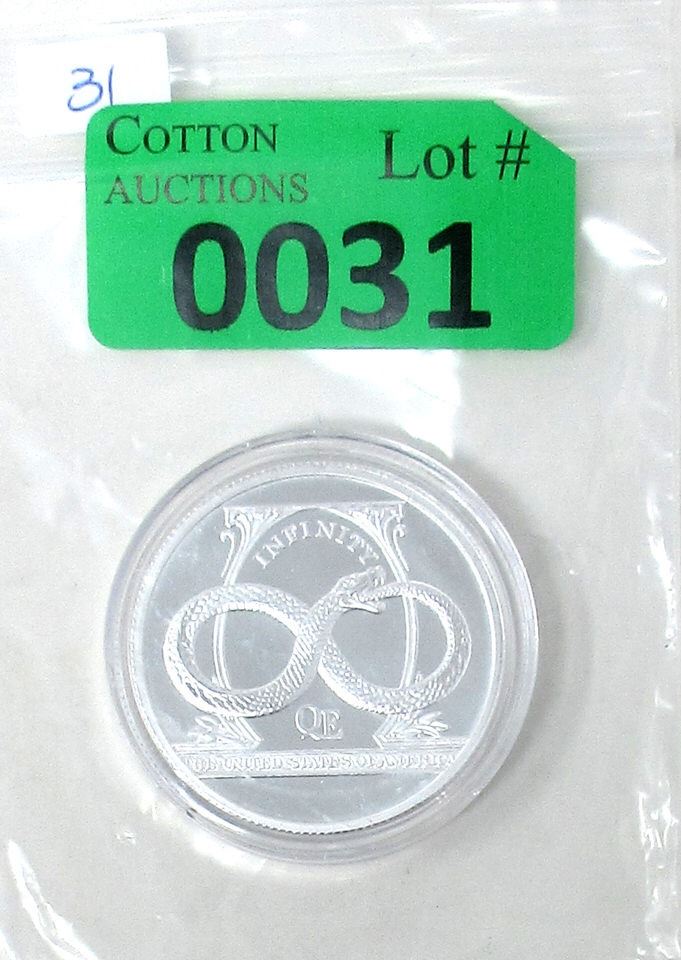 31
COTTON
AUCTIONS
Lot #
0031
INFINITY
QE
THE UNITED STATES OF AMERICA